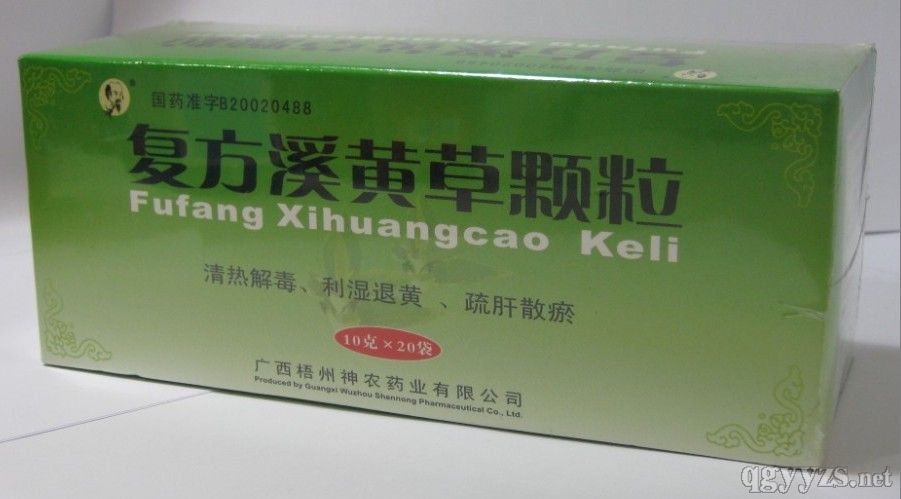 国药准字B20020488
复方溪黄草颗粒
Fufang Xihuangcao Keli
清热解毒、利湿退黄、疏肝散瘀
10克×20袋
广西梧州神农药业有限公司
Produced by Guangxi Wuzhou Shennong Pharmaceutical Co., Ltd.
qgyyzs.net